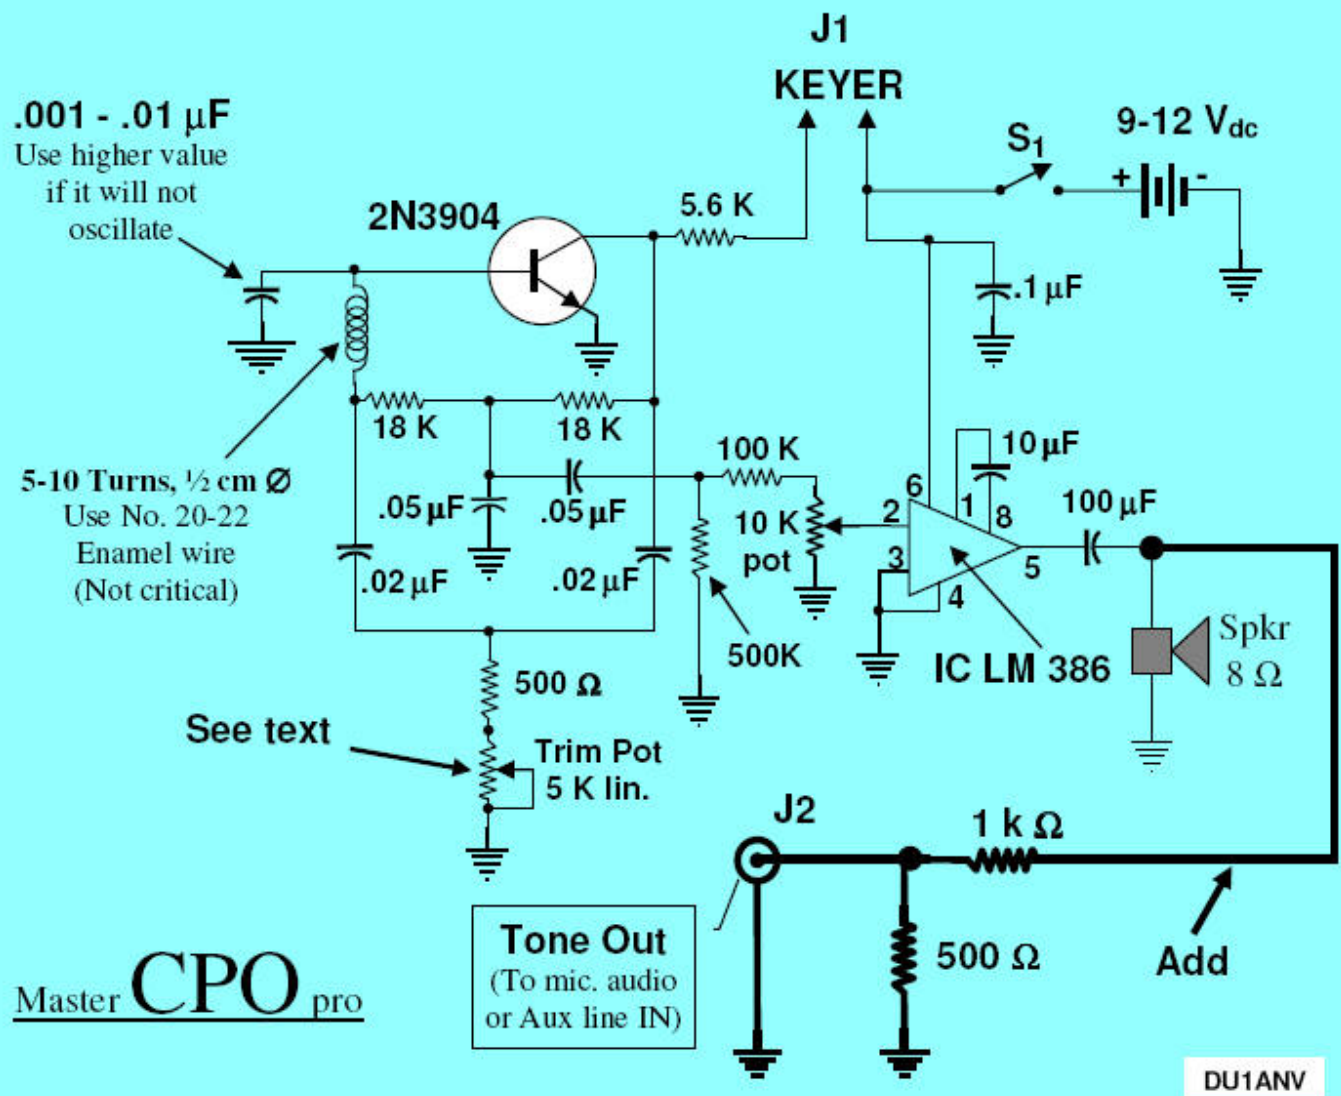 J1
KEYER
.001 - .01 μF
Use higher value
if it will not
oscillate
2N3904
5.6 K
S1
9-12 Vdc
+
-
.1 μF
18 K
18 K
5-10 Turns, ½ cm Ø
Use No. 20-22
Enamel wire
(Not critical)
.05 μF
.05 μF
100 K
10 K
pot
.02 μF
.02 μF
500K
6
1
10 μF
8
2
3
4
5
100 μF
IC LM 386
Spkr
8 Ω
500 Ω
See text
Trim Pot
5 K lin.
J2
1 k Ω
500 Ω
Add
Tone Out
(To mic. audio
or Aux line IN)
Master CPO pro
DU1ANV